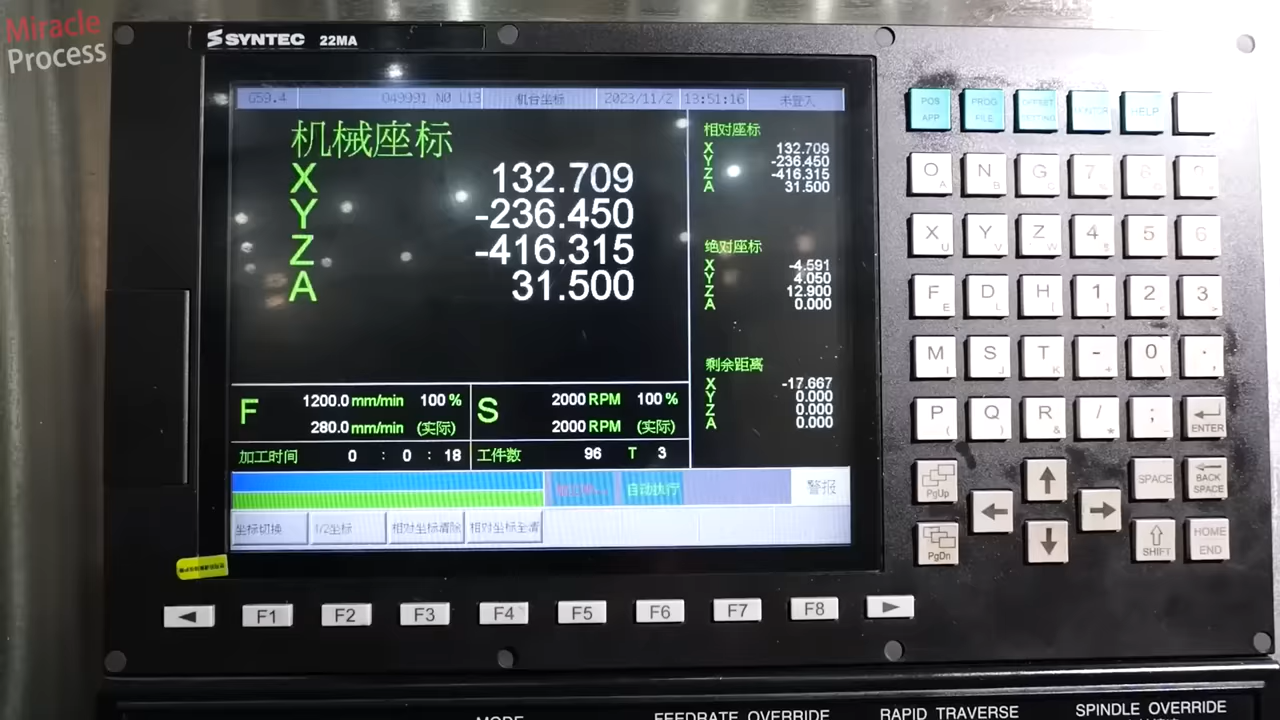 Miracle
Process
SYNTEC 22MA
G59.4 O49991 N0 L13 机台坐标 2023/11/2 13:51:16 未登入
机械座标
X 132.709
Y -236.450
Z -416.315
A 31.500
相对座标
X 132.709
Y -236.450
Z -416.315
A 31.500
绝对座标
X -4.591
Y 4.050
Z 12.900
A 0.000
剩余距离
X -17.667
Y 0.000
Z 0.000
A 0.000
F 1200.0 mm/min 100 %
280.0 mm/min (实际)
S 2000 RPM 100 %
2000 RPM (实际)
加工时间 0 : 0 : 18 工件数 96 T 3
自动执行 警报
坐标切换 1/2坐标 相对坐标清除 相对坐标全清
F1 F2 F3 F4 F5 F6 F7 F8
POS APP PROG FILE OFFSET SETTING HELP
O A N B G C 7
X U Y V Z W 4 5 6
F E D L H 1 2 3
M I S J T K - 0 .
P ( Q R & / * ; ENTER
PgUp SPACE BACK SPACE
PgDn SHIFT HOME END
MODE FEEDRATE OVERRIDE RAPID TRAVERSE SPINDLE OVERRIDE